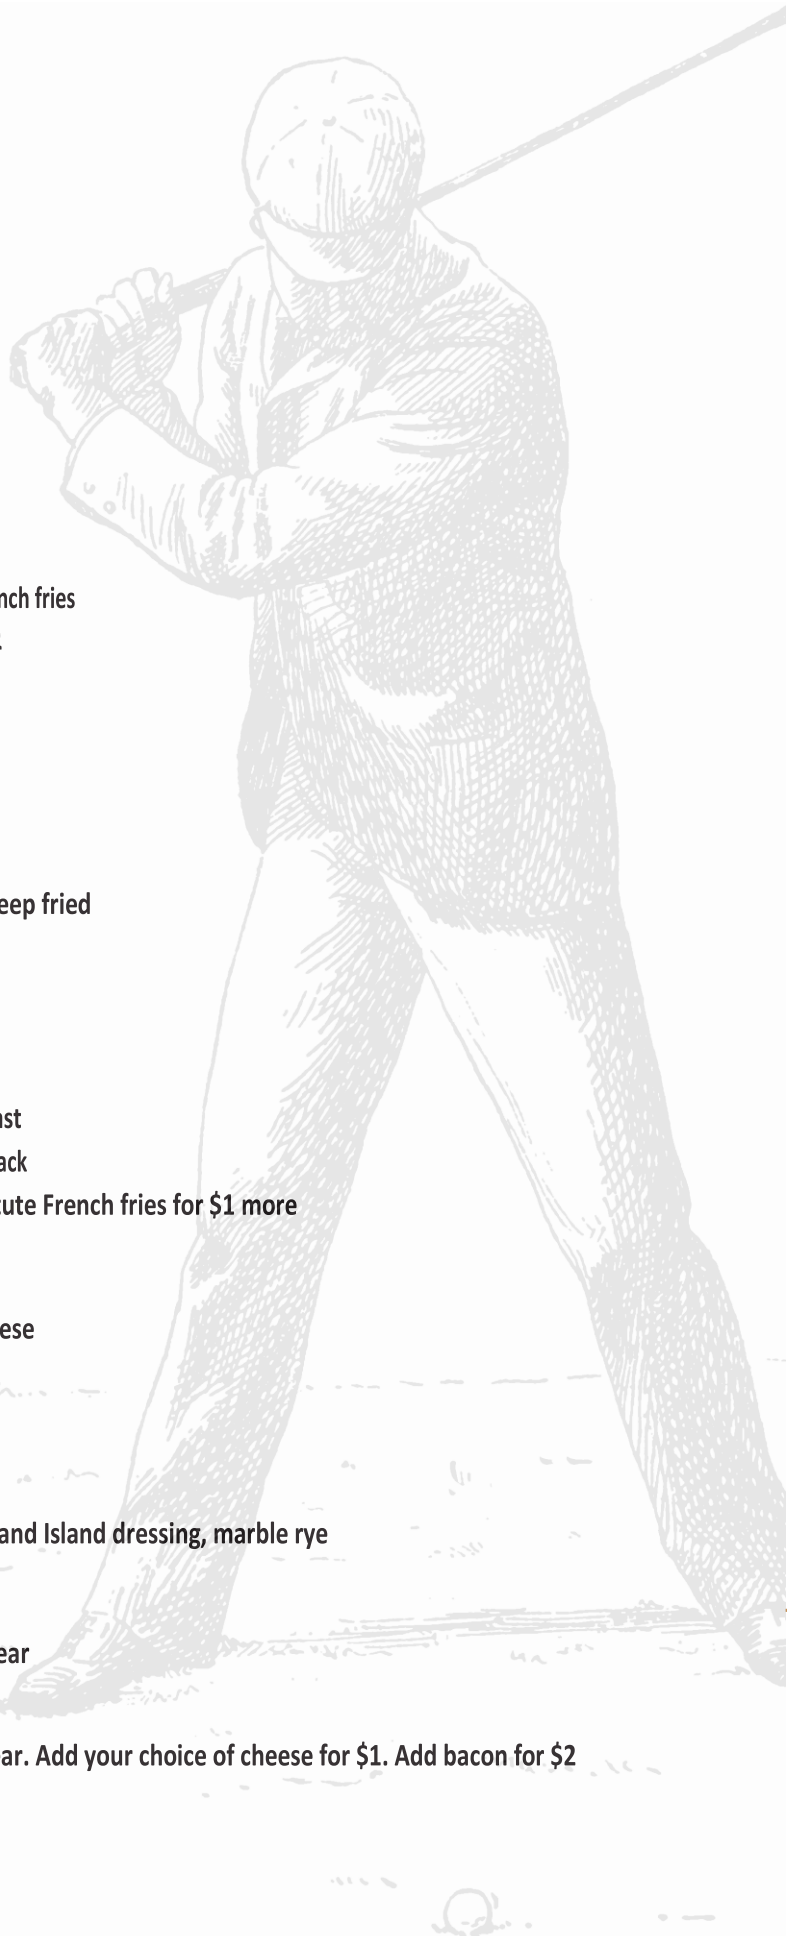 nch fries
eep fried
ast
ack
ute French fries for $1 more
ese
and Island dressing, marble rye
ear
ar. Add your choice of cheese for $1. Add bacon for $2